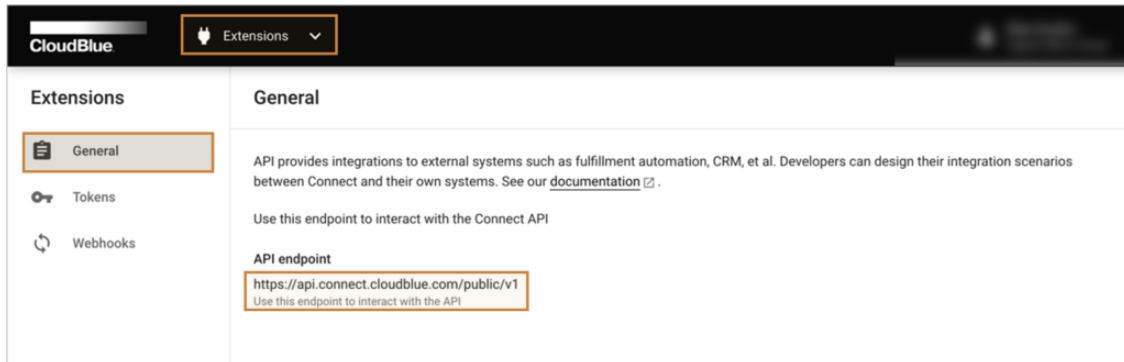 CloudBlue.
Extensions
Extensions
General
Tokens
Webhooks
General
API provides integrations to external systems such as fulfillment automation, CRM, et al. Developers can design their integration scenarios
between Connect and their own systems. See our documentation .
Use this endpoint to interact with the Connect API
API endpoint
https://api.connect.cloudblue.com/public/v1
Use this endpoint to interact with the API